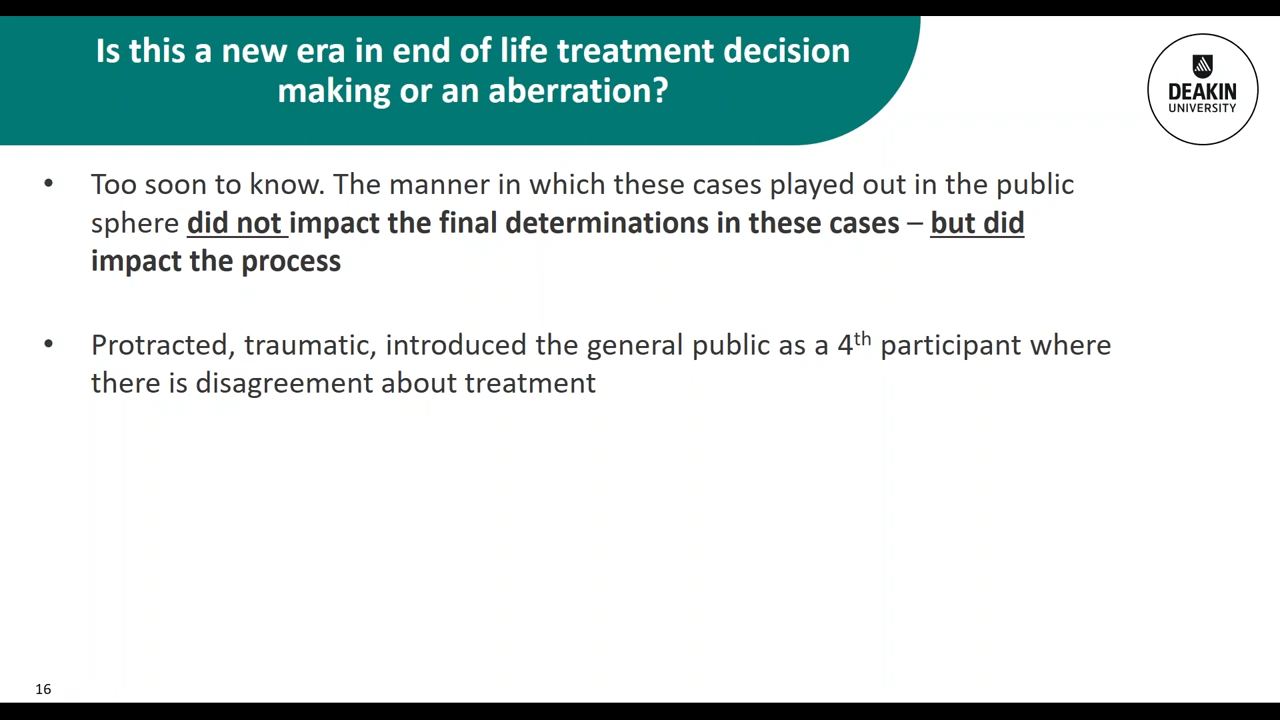 Is this a new era in end of life treatment decision
making or an aberration?
DEAKIN
UNIVERSITY
• Too soon to know. The manner in which these cases played out in the public
sphere did not impact the final determinations in these cases – but did
impact the process
• Protracted, traumatic, introduced the general public as a 4th participant where
there is disagreement about treatment
16